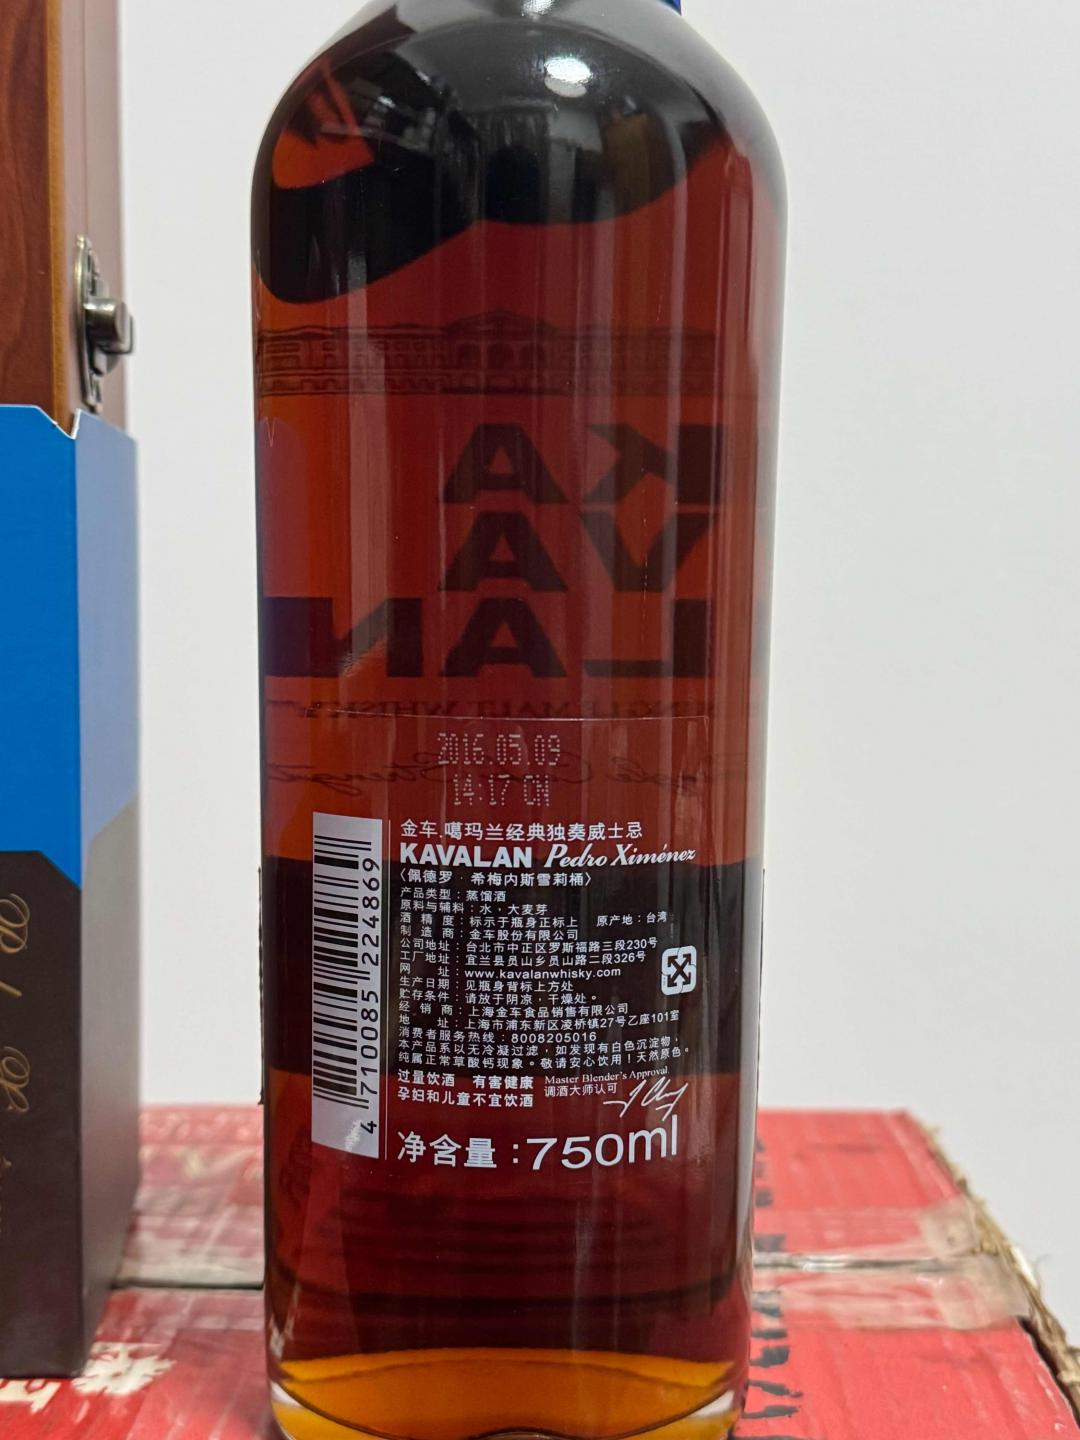 KA
VA
LAN
SINGLE MALT WHISKY
2016.05.09
14:17 CN
金车.噶玛兰经典独奏威士忌
KAVALAN Pedro Ximénez
〈佩德罗·希梅内斯雪莉桶〉
产品类型：蒸馏酒
原料与辅料：水，大麦芽
酒 精 度：标示于瓶身正标上 原产地：台湾
制 造 商：金车股份有限公司
公司地址：台北市中正区罗斯福路三段230号
工厂地址：宜兰县员山乡员山路二段326号
网 址：www.kavalanwhisky.com
生产日期：见瓶身背标上方处
贮存条件：请放于阴凉，干燥处。
经 销 商：上海金车食品销售有限公司
地 址：上海市浦东新区凌桥镇27号乙座101室
消费者服务热线：8008205016
本产品系以无冷凝过滤，如发现有白色沉淀物，
纯属正常草酸钙现象。敬请安心饮用！天然原色。
过量饮酒 有害健康
孕妇和儿童不宜饮酒
Master Blender's Approval.
调酒大师认可
净含量：750ml
4 710085 224869